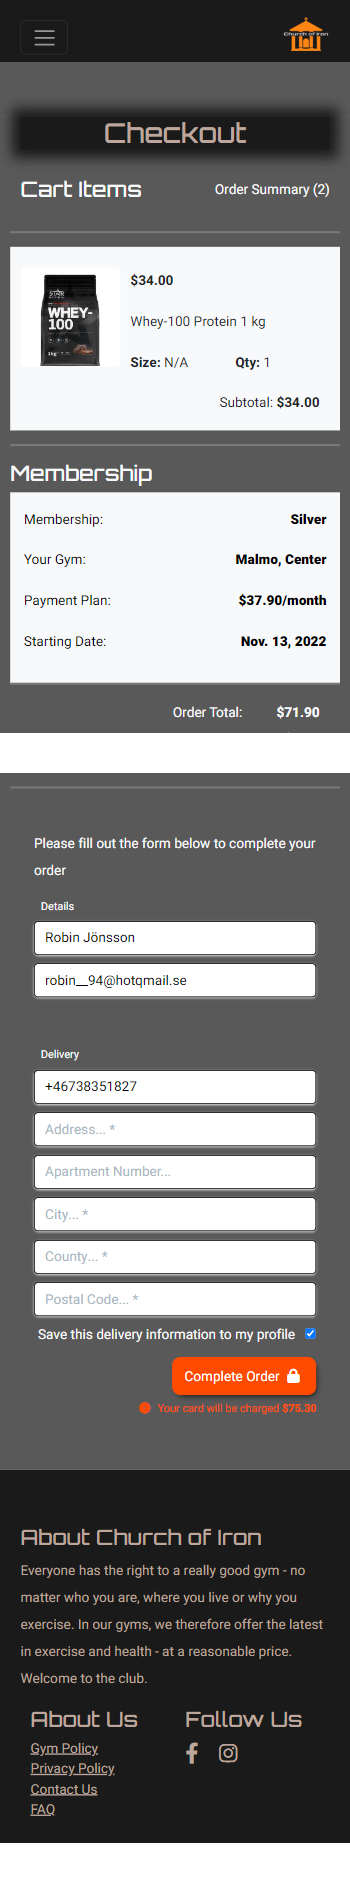 Church of Iron
Checkout
Cart Items
Order Summary (2)
$34.00
STAR
WHEY-
100
1 kg
Whey-100 Protein 1 kg
Size: N/A
Qty: 1
Subtotal: $34.00
Membership
Membership: Silver
Your Gym: Malmo, Center
Payment Plan: $37.90/month
Starting Date: Nov. 13, 2022
Order Total: $71.90
Please fill out the form below to complete your
order
Details
Robin Jönsson
robin__94@hotqmail.se
Delivery
+46738351827
Address... *
Apartment Number...
City... *
County... *
Postal Code... *
Save this delivery information to my profile
Complete Order
Your card will be charged $75.30
About Church of Iron
Everyone has the right to a really good gym - no
matter who you are, where you live or why you
exercise. In our gyms, we therefore offer the latest
in exercise and health - at a reasonable price.
Welcome to the club.
About Us
Gym Policy
Privacy Policy
Contact Us
FAQ
Follow Us